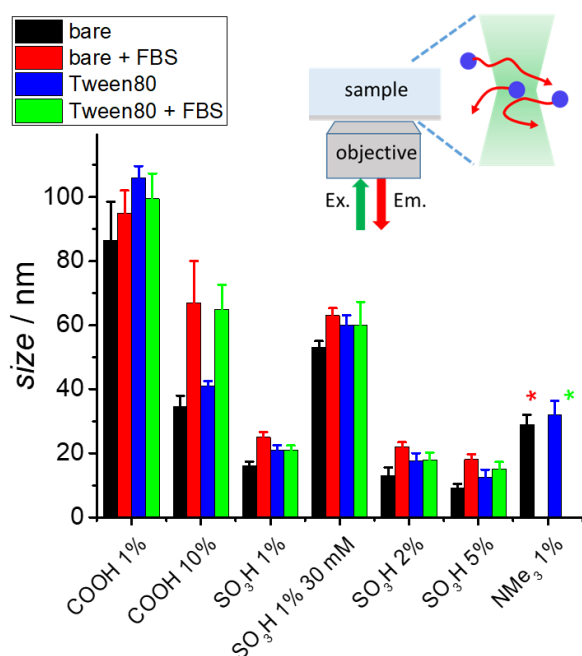 bare
bare + FBS
Tween80
Tween80 + FBS
sample
objective
Ex.
Em.
size / nm
100
80
60
40
20
0
*
*
COOH 1%
COOH 10%
SO₃H 1%
SO₃H 1% 30 mM
SO₃H 2%
SO₃H 5%
NMe₃ 1%